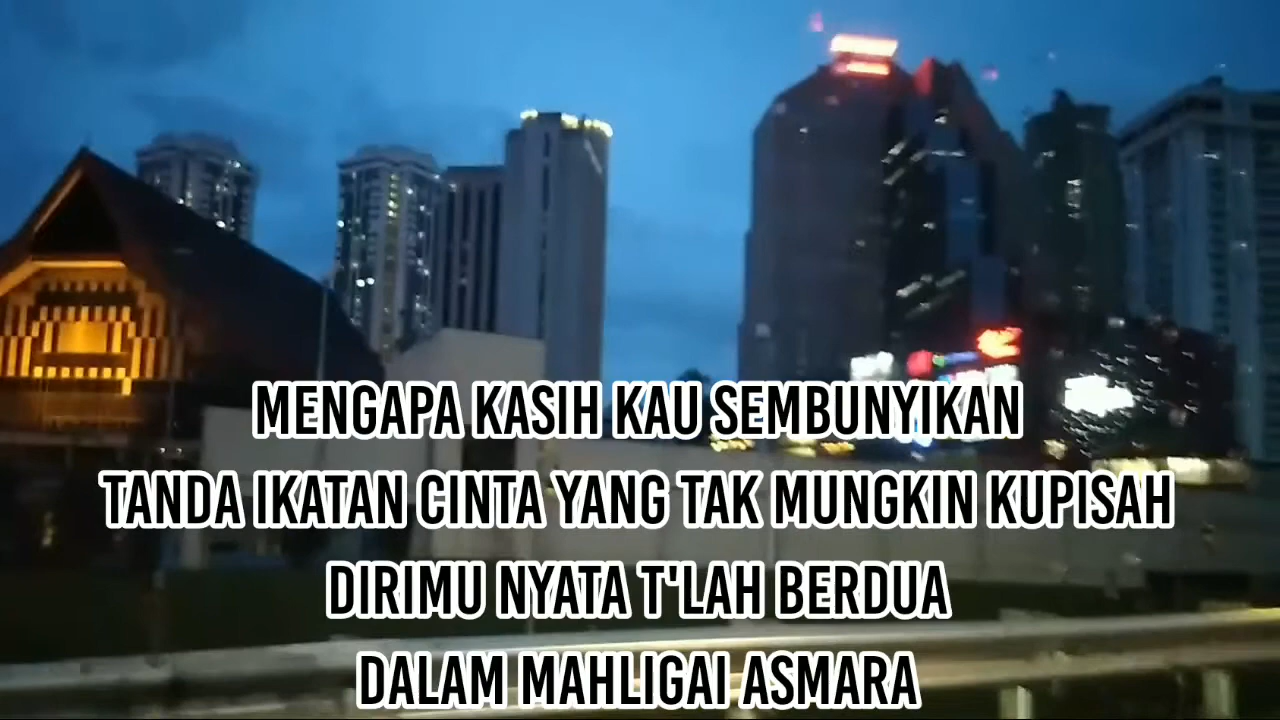 MENGAPA KASIH KAU SEMBUNYIKAN
TANDA IKATAN CINTA YANG TAK MUNGKIN KUPISAH
DIRIMU NYATA T'LAH BERDUA
DALAM MAHLIGAI ASMARA